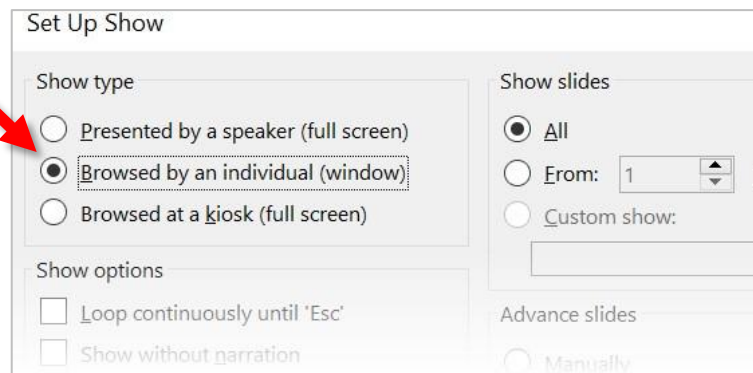 Set Up Show
Show type
Presented by a speaker (full screen)
Browsed by an individual (window)
Browsed at a kiosk (full screen)
Show slides
All
From: 1
Custom show:
Show options
Loop continuously until 'Esc'
Show without narration
Advance slides
Manually